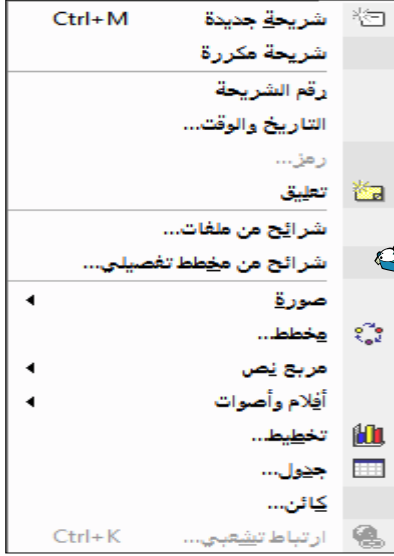 شريحة جديدة Ctrl+M
شريحة مكررة
رقم الشريحة
التاريخ والوقت...
رمز...
تعليق
شرائح من ملفات...
شرائح من مخطط تفصيلي...
صورة
مخطط...
مربع نص
أفلام وأصوات
تخطيط...
جدول...
كائن...
ارتباط تشعبي... Ctrl+K